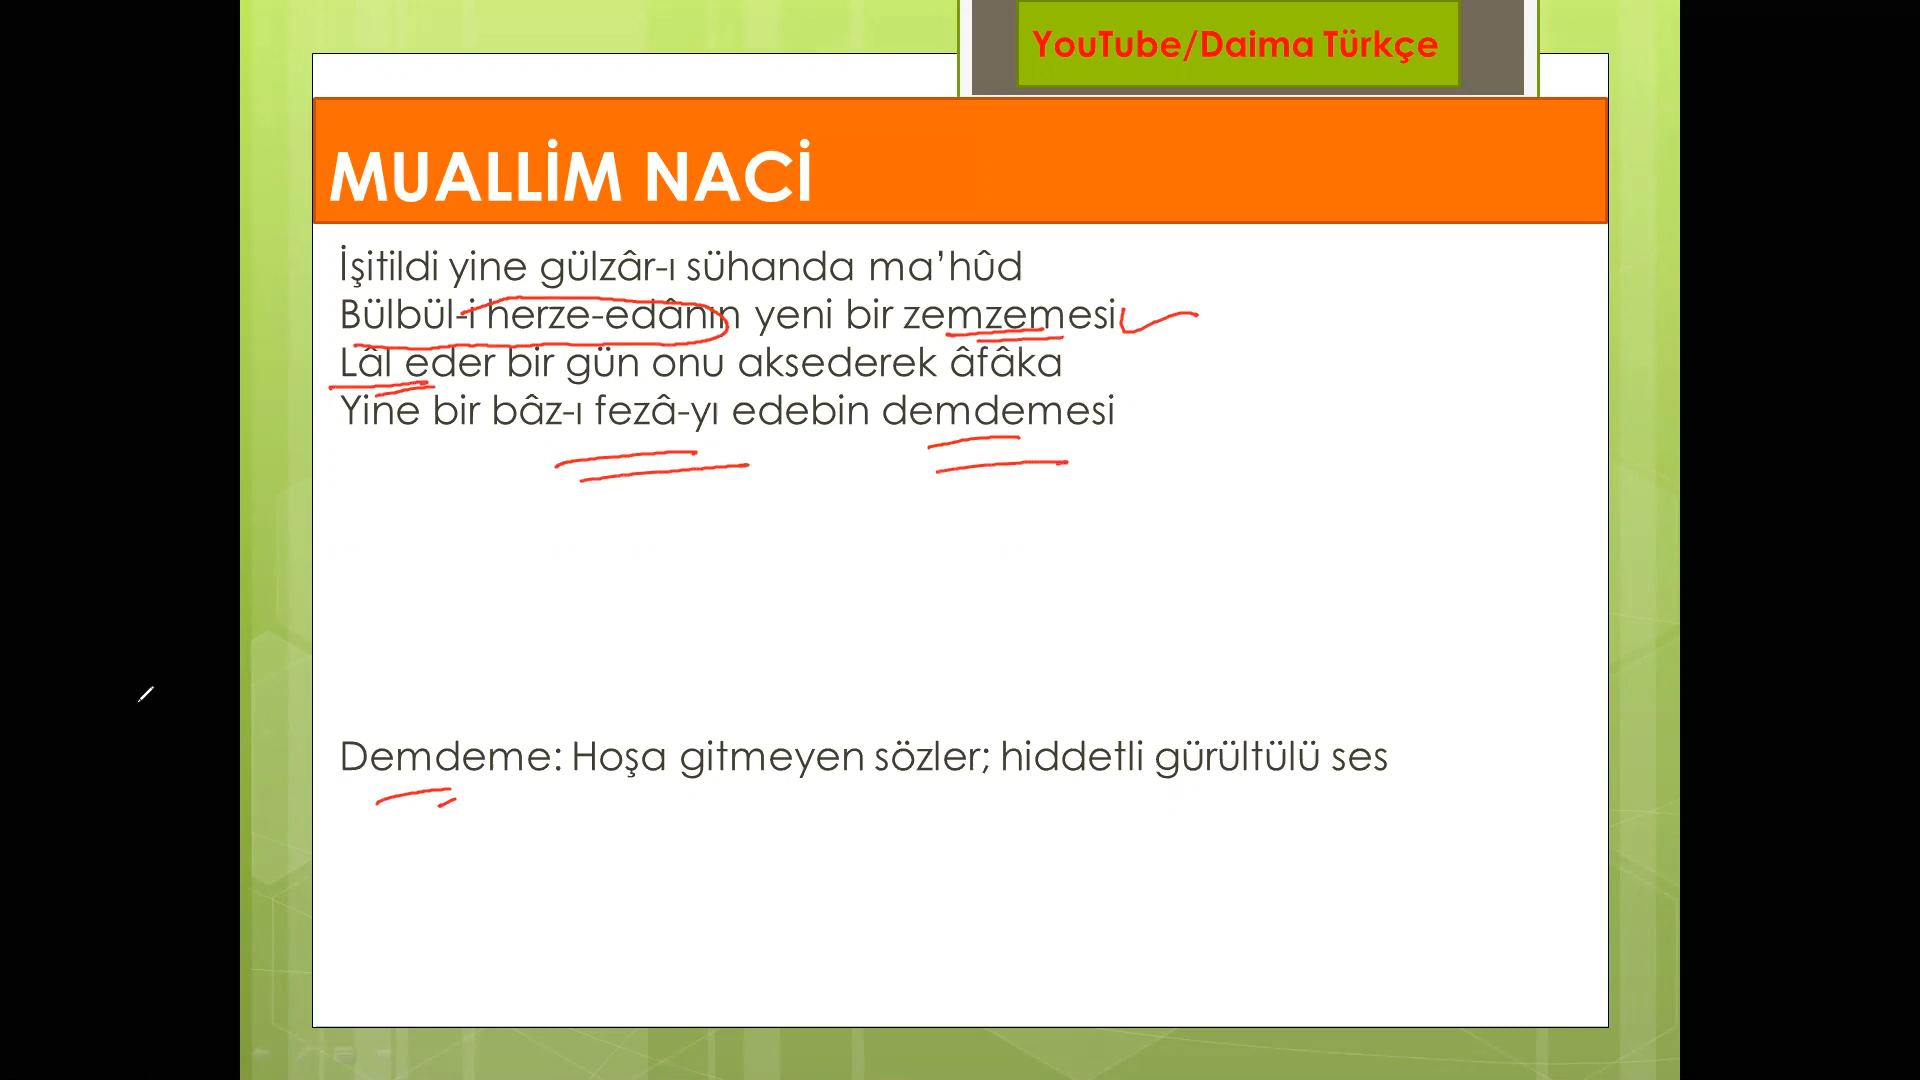 YouTube/Daima Türkçe
MUALLİM NACİ
İşitildi yine gülzâr-ı sühanda ma’hûd
Bülbül-i herze-edânın yeni bir zemzemesi
Lâl eder bir gün onu aksederek âfâka
Yine bir bâz-ı fezâ-yı edebin demdemesi
Demdeme: Hoşa gitmeyen sözler; hiddetli gürültülü ses